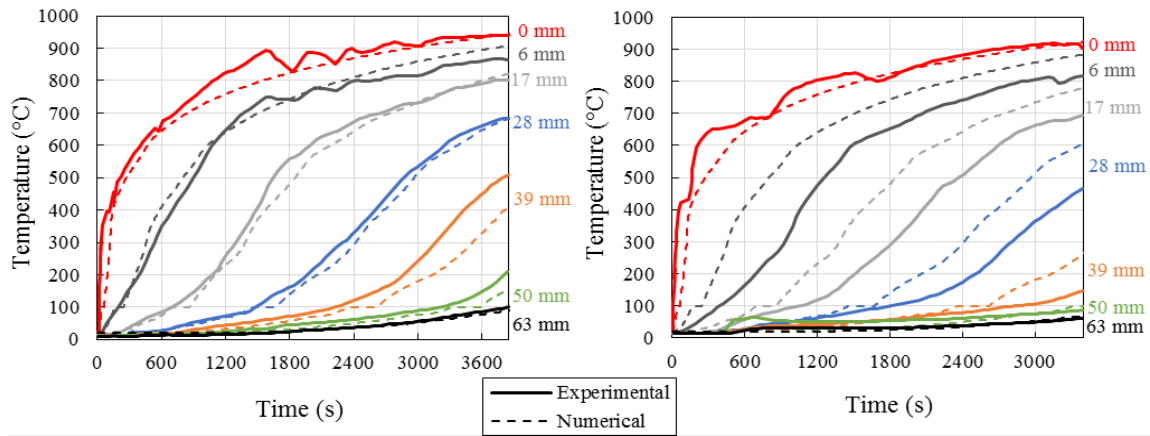 1000
900
800
700
600
500
400
300
200
100
0
Temperature (°C)
0 600 1200 1800 2400 3000 3600
Time (s)
0 mm
6 mm
17 mm
28 mm
39 mm
50 mm
63 mm
1000
900
800
700
600
500
400
300
200
100
0
Temperature (°C)
0 600 1200 1800 2400 3000
Time (s)
0 mm
6 mm
17 mm
28 mm
39 mm
50 mm
63 mm
Experimental
Numerical